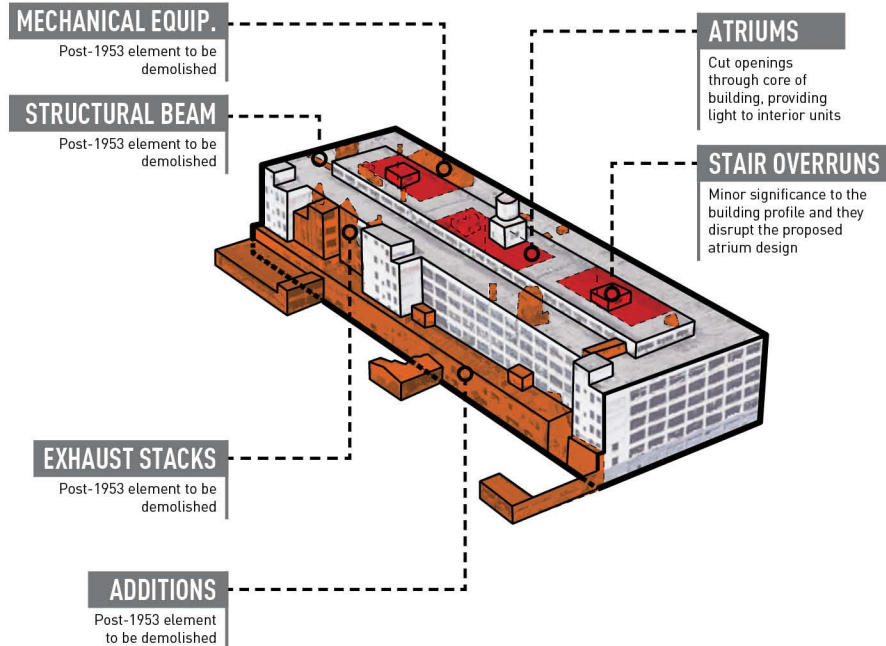 MECHANICAL EQUIP.
Post-1953 element to be
demolished
STRUCTURAL BEAM
Post-1953 element to be
demolished
EXHAUST STACKS
Post-1953 element to be
demolished
ADDITIONS
Post-1953 element
to be demolished
ATRIUMS
Cut openings
through core of
building, providing
light to interior units
STAIR OVERRUNS
Minor significance to the
building profile and they
disrupt the proposed
atrium design